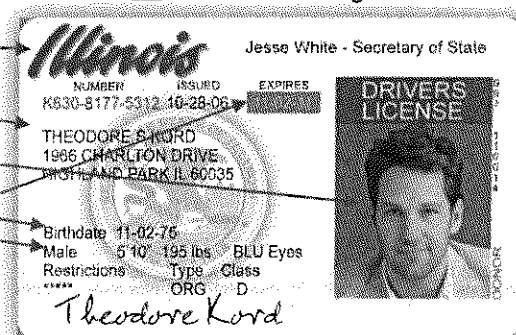 Illinois
Jesse White - Secretary of State
NUMBER ISSUED EXPIRES
K630-8177-5312 10-28-06
DRIVERS
LICENSE
THEODORE S KORD
1966 CHARLTON DRIVE
HIGHLAND PARK IL 60035
Birthdate 11-02-75
Male 5'10" 195 lbs BLU Eyes
Restrictions Type Class
***** ORG D
Theodore Kord
DONOR